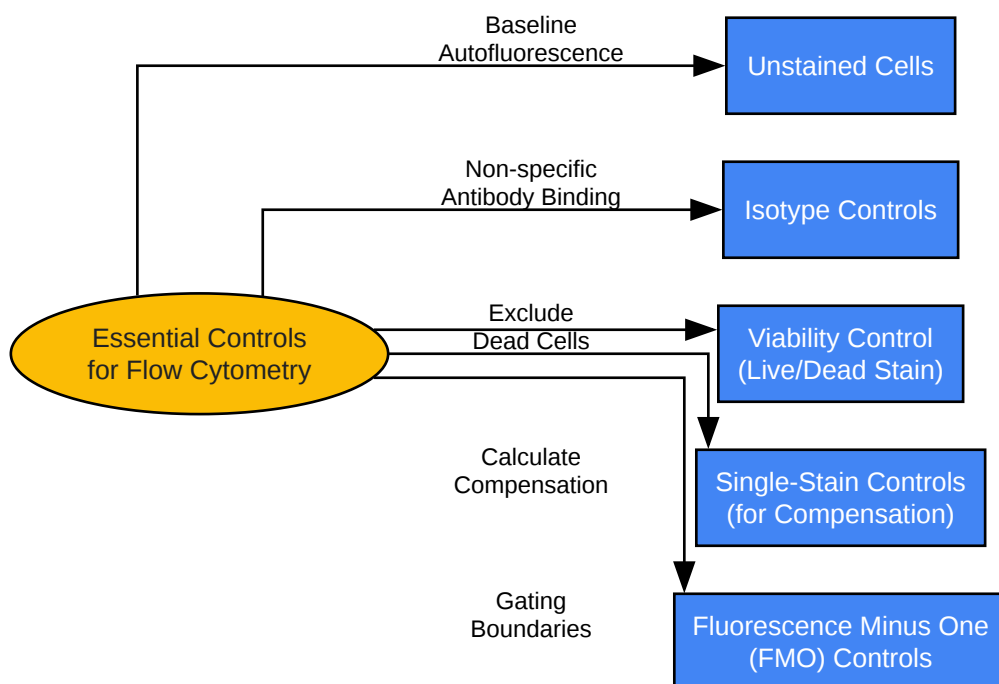 Baseline
Autofluorescence
Unstained Cells
Non-specific
Antibody Binding
Isotype Controls
Essential Controls
for Flow Cytometry
Exclude
Dead Cells
Viability Control
(Live/Dead Stain)
Calculate
Compensation
Single-Stain Controls
(for Compensation)
Gating
Boundaries
Fluorescence Minus One
(FMO) Controls